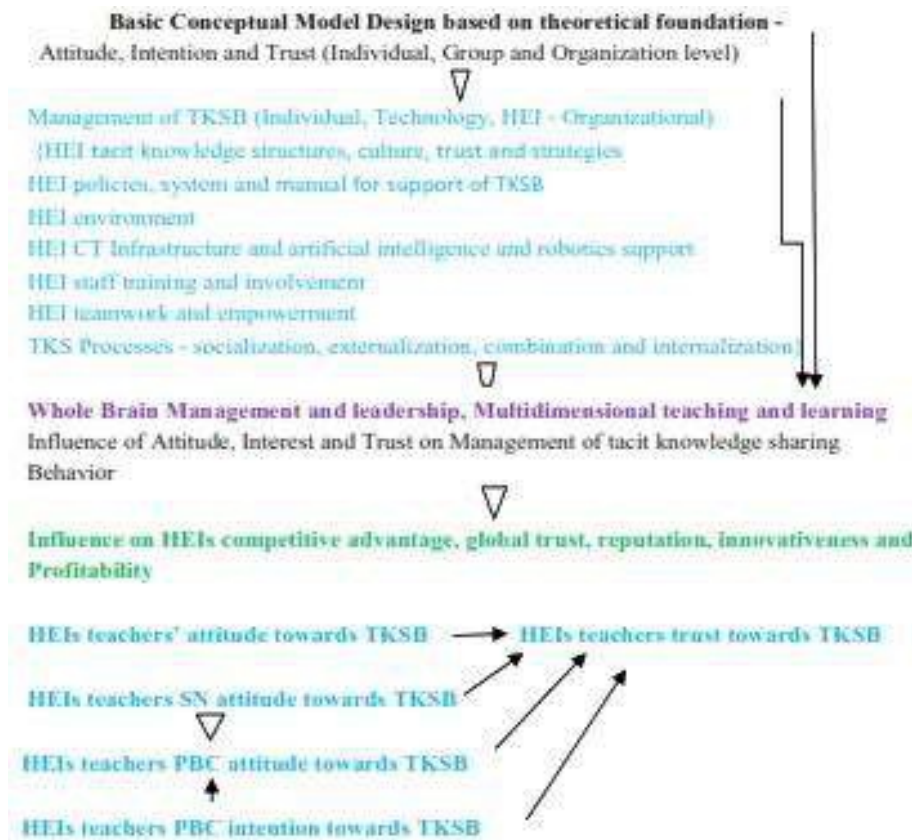 Basic Conceptual Model Design based on theoretical foundation -
Attitude, Intention and Trust (Individual, Group and Organization level)
Management of TKSB (Individual, Technology, HEI - Organizational)
{HEI tacit knowledge structures, culture, trust and strategies
HEI policies, system and manual for support of TKSB
HEI environment
HEI CT Infrastructure and artificial intelligence and robotics support
HEI staff training and involvement
HEI teamwork and empowerment
TKS Processes - socialization, externalization, combination and internalization}
Whole Brain Management and leadership, Multidimensional teaching and learning
Influence of Attitude, Interest and Trust on Management of tacit knowledge sharing
Behavior
Influence on HEIs competitive advantage, global trust, reputation, innovativeness and
Profitability
HEIs teachers' attitude towards TKSB HEIs teachers trust towards TKSB
HEIs teachers SN attitude towards TKSB
HEIs teachers PBC attitude towards TKSB
HEIs teachers PBC intention towards TKSB